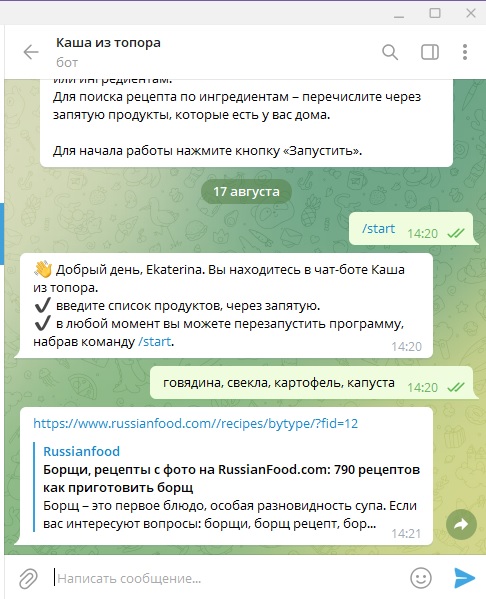 Каша из топора
бот
или ингредиентам.
Для поиска рецепта по ингредиентам – перечислите через
запятую продукты, которые есть у вас дома.
Для начала работы нажмите кнопку «Запустить».
17 августа
/start 14:20
👋 Добрый день, Ekaterina. Вы находитесь в чат-боте Каша
из топора.
✔ введите список продуктов, через запятую.
✔ в любой момент вы можете перезапустить программу,
набрав команду /start.
14:20
говядина, свекла, картофель, капуста 14:20
https://www.russianfood.com//recipes/bytype/?fid=12
Russianfood
Борщи, рецепты с фото на RussianFood.com: 790 рецептов
как приготовить борщ
Борщ – это первое блюдо, особая разновидность супа. Если
вас интересуют вопросы: борщи, борщ рецепт, бор...
14:21
Написать сообщение...